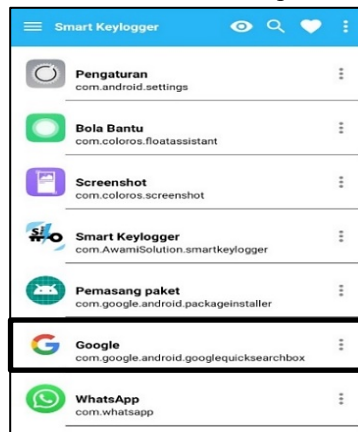 Smart Keylogger
Pengaturan
com.android.settings
Bola Bantu
com.coloros.floatassistant
Screenshot
com.coloros.screenshot
Smart Keylogger
com.AwamiSolution.smartkeylogger
Pemasang paket
com.google.android.packageinstaller
Google
com.google.android.googlequicksearchbox
WhatsApp
com.whatsapp